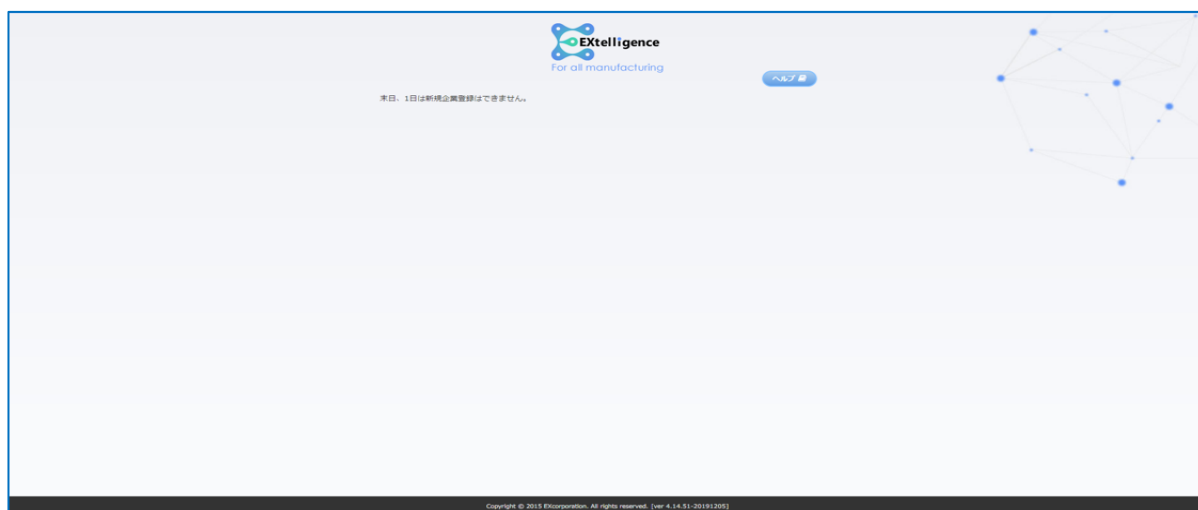 EXtelligence
For all manufacturing
ヘルプ
末日、1日は新規企業登録はできません。
Copyright © 2015 EXcorporation. All rights reserved. [ver 4.14.51-20191205]